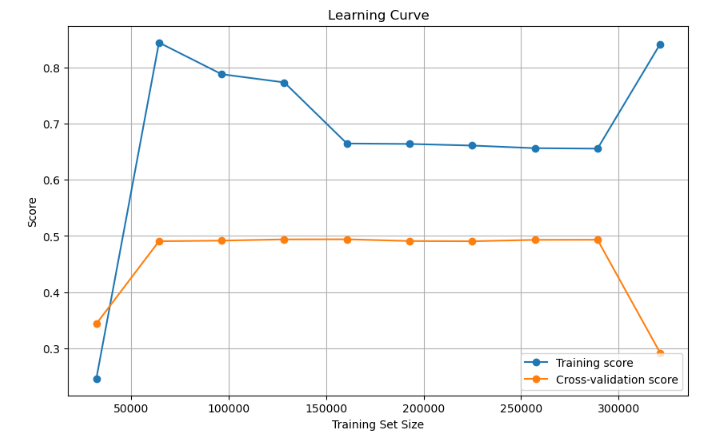 Learning Curve
0.8
0.7
0.6
0.5
0.4
0.3
Score
50000 100000 150000 200000 250000 300000
Training Set Size
Training score
Cross-validation score